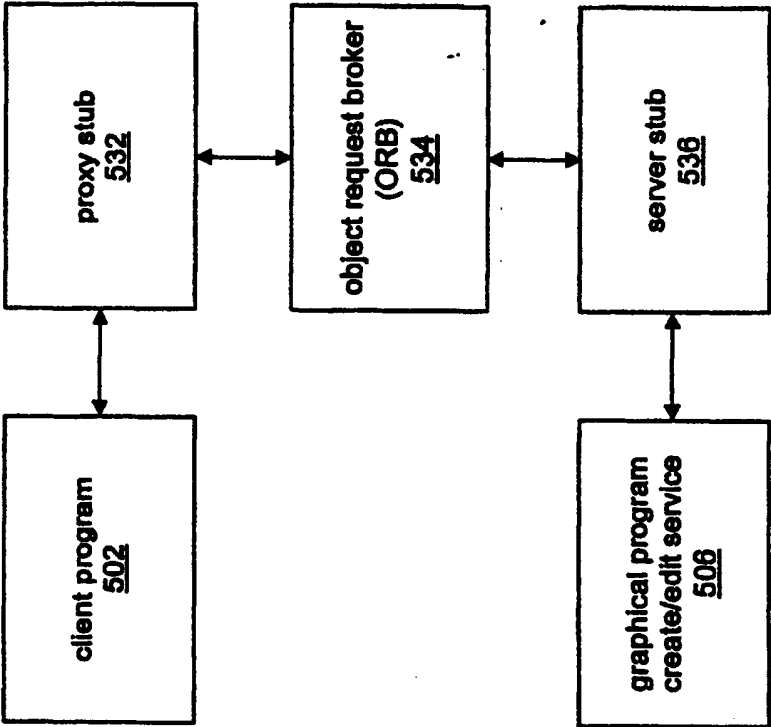 client program
502
proxy stub
532
object request broker
(ORB)
534
server stub
536
graphical program
create/edit service
506